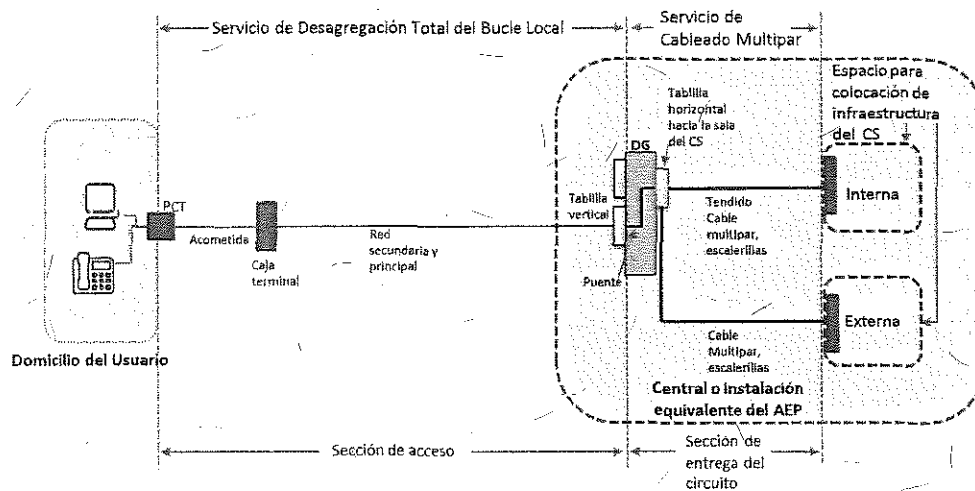 Servicio de Desagregación Total del Bucle Local
Servicio de
Cableado Multipar
Espacio para
colocación de
infraestructura
del CS
Tablilla
horizontal
hacia la sala
del CS
DG
PCT
Tablilla
vertical
Interna
Tendido
Cable
multipar,
escalerillas
Acometida
Red
secundaria y
principal
Caja
terminal
Puente
Externa
Domicilio del Usuario
Cable
Multipar,
escalerillas
Central o Instalación
equivalente del AEP
Sección de acceso
Sección de
entrega del
circuito